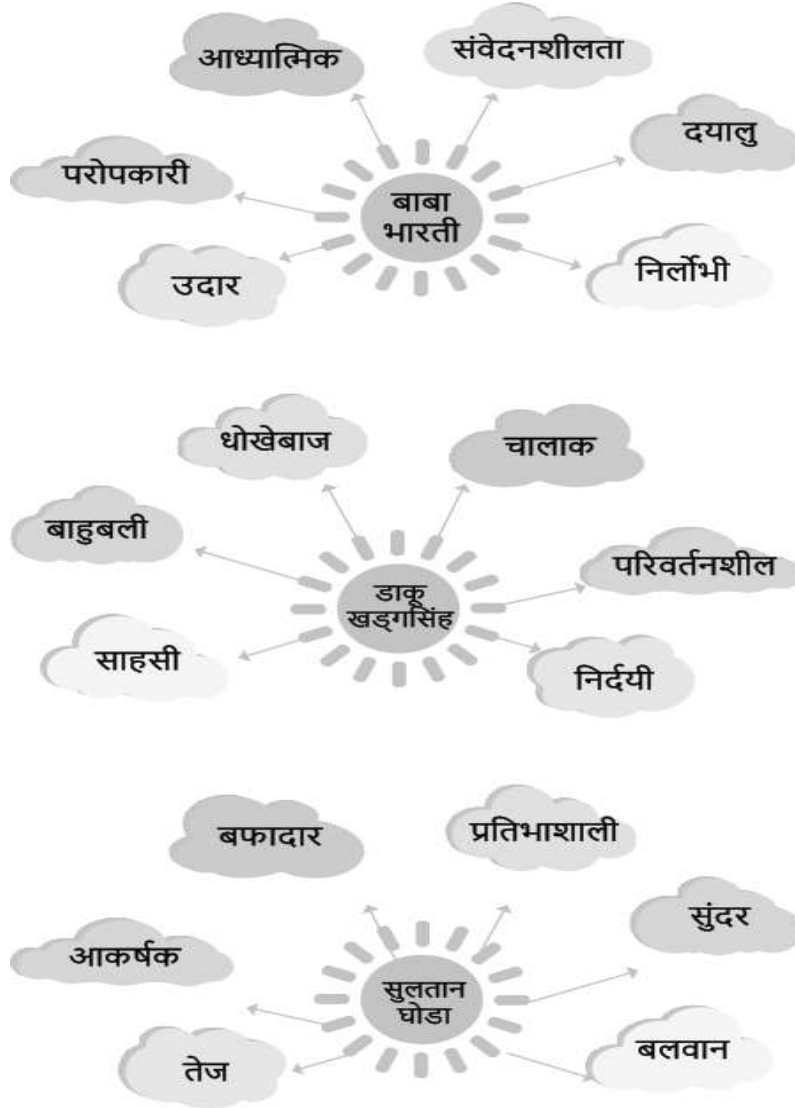 आध्यात्मिक
संवेदनशीलता
दयालु
परोपकारी
बाबा
भारती
उदार
निर्लोभी
धोखेबाज
चालाक
बाहुबली
परिवर्तनशील
डाकू
खड्गसिंह
साहसी
निर्दयी
बफादार
प्रतिभाशाली
सुंदर
आकर्षक
सुलतान
घोडा
तेज
बलवान